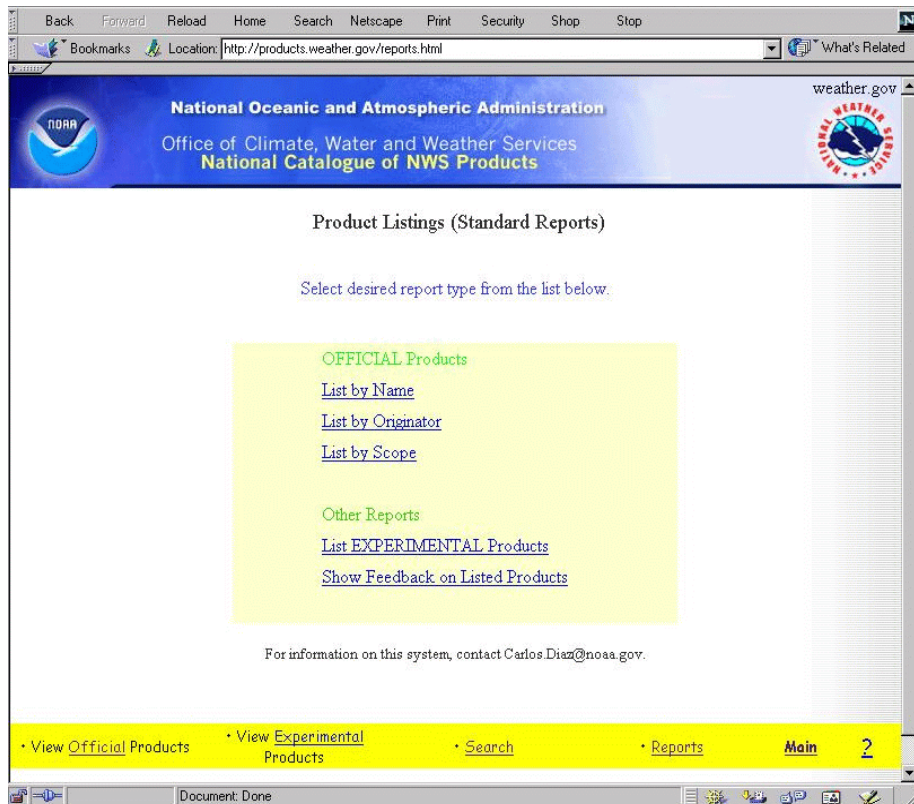 Back Forward Reload Home Search Netscape Print Security Shop Stop
N
Bookmarks Location: http://products.weather.gov/reports.html What's Related
weather.gov
NOAA
National Oceanic and Atmospheric Administration
Office of Climate, Water and Weather Services
National Catalogue of NWS Products
NATIONAL WEATHER SERVICE
Product Listings (Standard Reports)
Select desired report type from the list below.
OFFICIAL Products
List by Name
List by Originator
List by Scope
Other Reports
List EXPERIMENTAL Products
Show Feedback on Listed Products
For information on this system, contact Carlos.Diaz@noaa.gov.
· View Official Products · View Experimental Products · Search · Reports Main ?
Document: Done